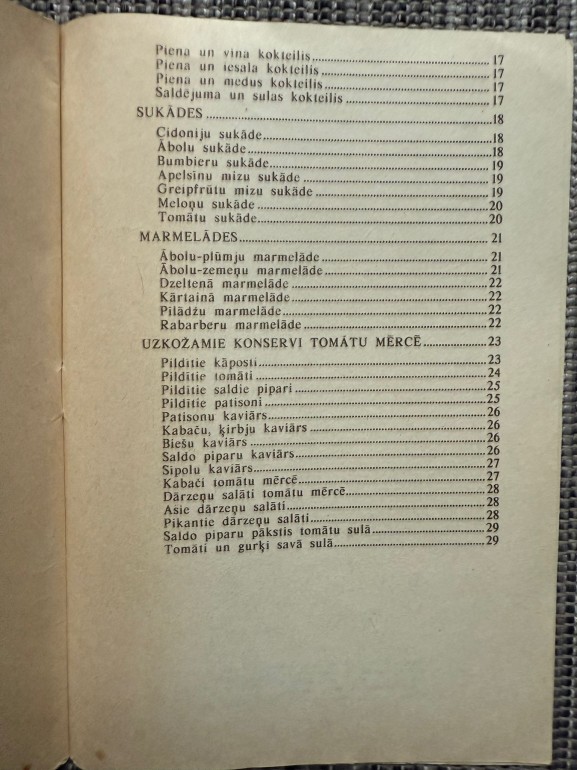 Piena un vīna kokteilis 17
Piena un iesala kokteilis 17
Piena un medus kokteilis 17
Saldējuma un sulas kokteilis 17
SUKĀDES 18
Cidoniju sukāde 18
Ābolu sukāde 18
Bumbieru sukāde 19
Apelsīnu mizu sukāde 19
Greipfrūtu mizu sukāde 19
Meloņu sukāde 20
Tomātu sukāde 20
MARMELĀDES 21
Ābolu-plūmju marmelāde 21
Ābolu-zemeņu marmelāde 21
Dzeltenā marmelāde 22
Kārtainā marmelāde 22
Pīlādžu marmelāde 22
Rabarberu marmelāde 22
UZKOŽAMIE KONSERVI TOMĀTU MĒRCĒ 23
Pildītie kāposti 23
Pildītie tomāti 24
Pildītie saldie pipari 25
Pildītie patisoni 25
Patisonu kaviārs 26
Kabaču, ķirbju kaviārs 26
Biešu kaviārs 26
Saldo piparu kaviārs 26
Sīpolu kaviārs 27
Kabači tomātu mērcē 27
Dārzeņu salāti tomātu mērcē 28
Asie dārzeņu salāti 28
Pikantie dārzeņu salāti 28
Saldo piparu pākstis tomātu sulā 29
Tomāti un gurķi savā sulā 29